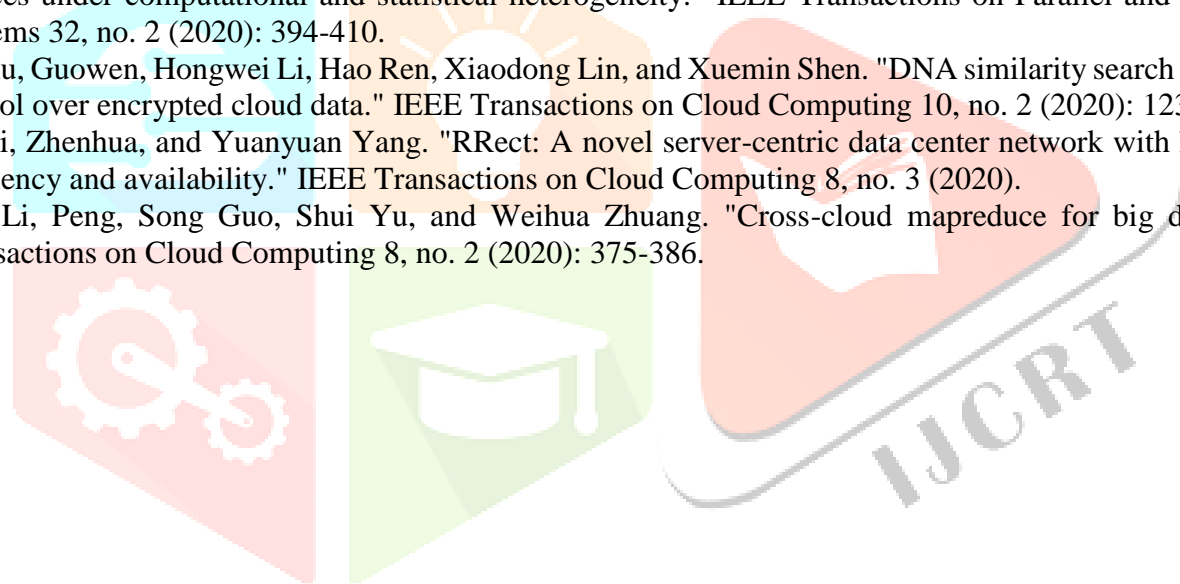 under computational and statistical heterogeneity." IEEE Transactions on Parallel and
32, no. 2 (2020): 394-410.
Guowen, Hongwei Li, Hao Ren, Xiaodong Lin, and Xuemin Shen. "DNA similarity search
ol over encrypted cloud data." IEEE Transactions on Cloud Computing 10, no. 2 (2020): 123
i, Zhenhua, and Yuanyuan Yang. "RRect: A novel server-centric data center network with
iency and availability." IEEE Transactions on Cloud Computing 8, no. 3 (2020).
Li, Peng, Song Guo, Shui Yu, and Weihua Zhuang. "Cross-cloud mapreduce for big d
sactions on Cloud Computing 8, no. 2 (2020): 375-386.
IJCRT